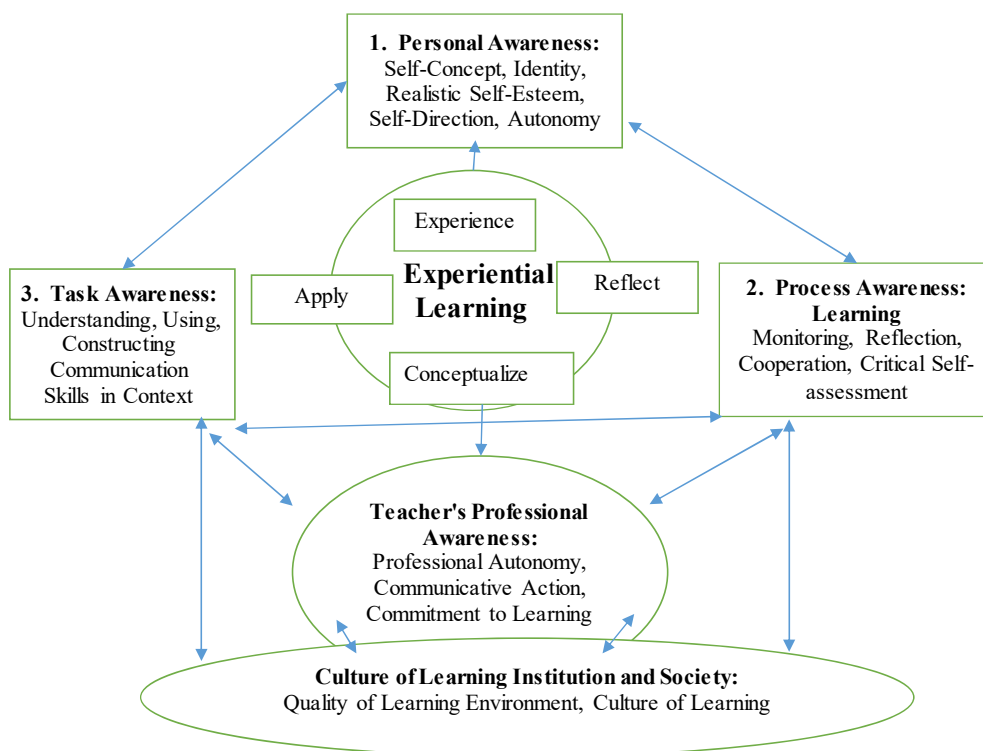 1. Personal Awareness:
Self-Concept, Identity,
Realistic Self-Esteem,
Self-Direction, Autonomy
Experience
Experiential
Learning
Apply
Reflect
Conceptualize
3. Task Awareness:
Understanding, Using,
Constructing
Communication
Skills in Context
2. Process Awareness:
Learning
Monitoring, Reflection,
Cooperation, Critical Self-
assessment
Teacher's Professional
Awareness:
Professional Autonomy,
Communicative Action,
Commitment to Learning
Culture of Learning Institution and Society:
Quality of Learning Environment, Culture of Learning